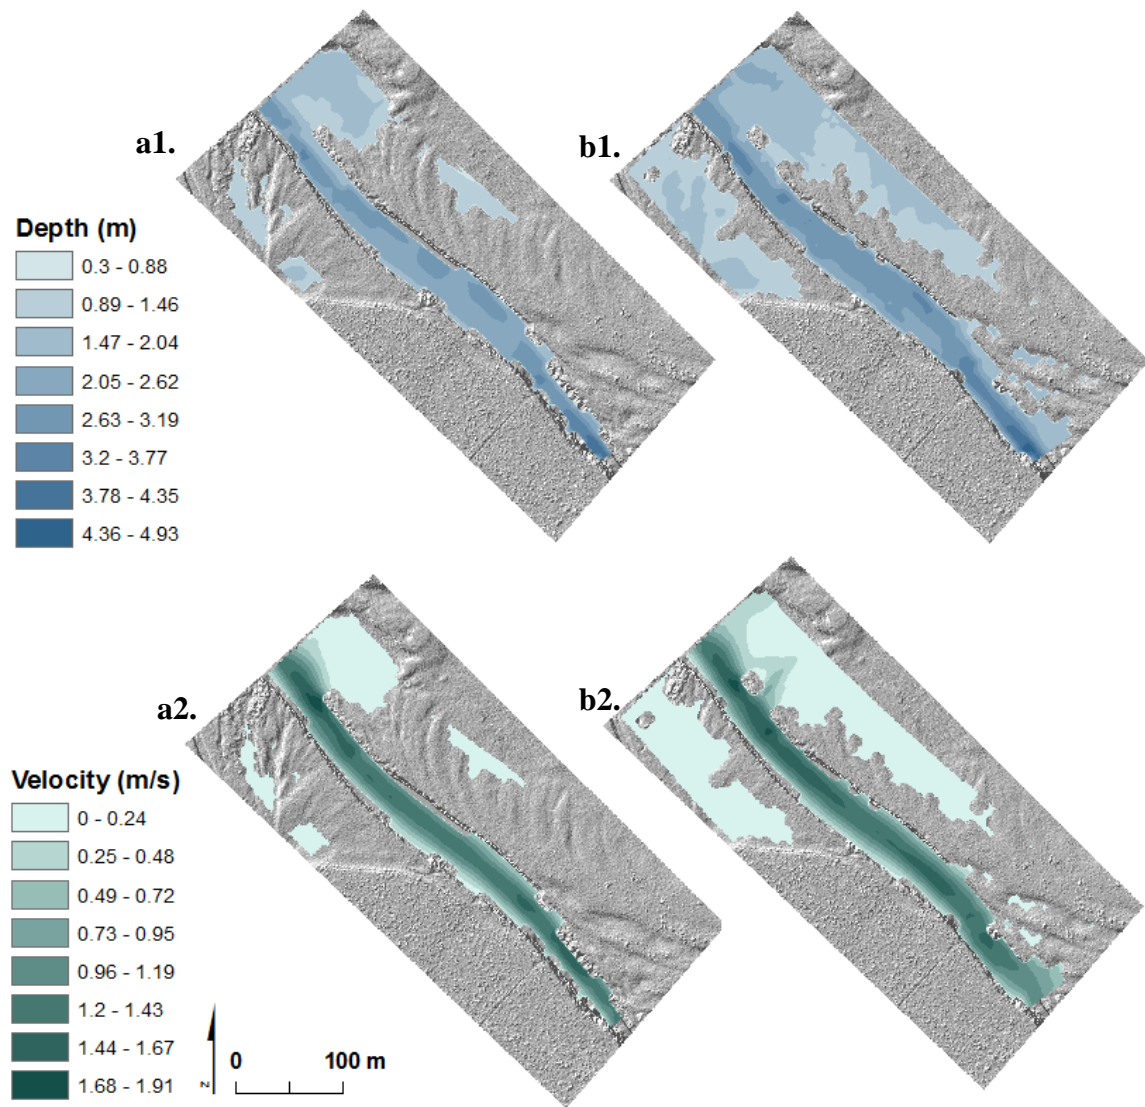 a1.
b1.
Depth (m)
0.3 - 0.88
0.89 - 1.46
1.47 - 2.04
2.05 - 2.62
2.63 - 3.19
3.2 - 3.77
3.78 - 4.35
4.36 - 4.93
a2.
b2.
Velocity (m/s)
0 - 0.24
0.25 - 0.48
0.49 - 0.72
0.73 - 0.95
0.96 - 1.19
1.2 - 1.43
1.44 - 1.67
1.68 - 1.91
N
0 100 m